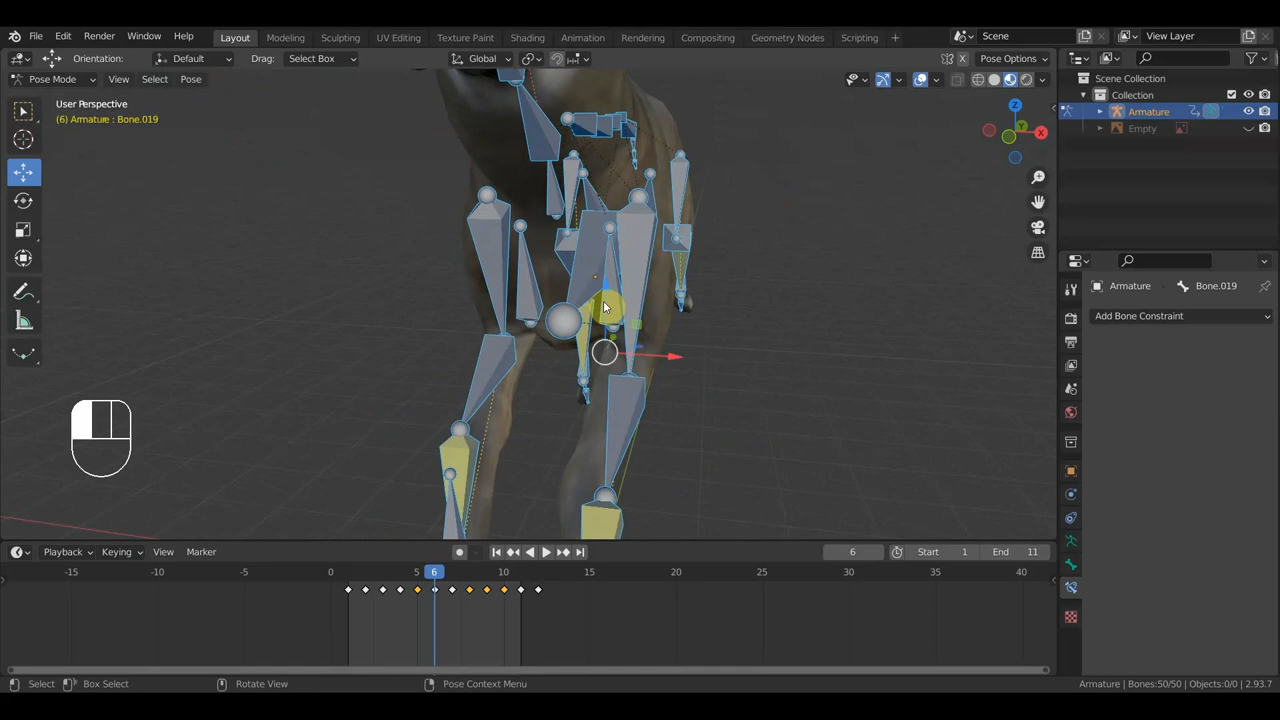 File Edit Render Window Help Layout Modeling Sculpting UV Editing Texture Paint Shading Animation Rendering Compositing Geometry Nodes Scripting + Scene View Layer
Orientation: Default Drag: Select Box Global X Pose Options
Pose Mode View Select Pose
Scene Collection
Collection
Armature
Empty
User Perspective
(6) Armature : Bone.019
Z
Y
X
Armature Bone.019
Add Bone Constraint
Playback Keying View Marker 6 Start 1 End 11
-15 -10 -5 0 5 6 10 15 20 25 30 35 40
Select Box Select Rotate View Pose Context Menu Armature | Bones:50/50 | Objects:0/0 | 2.93.7